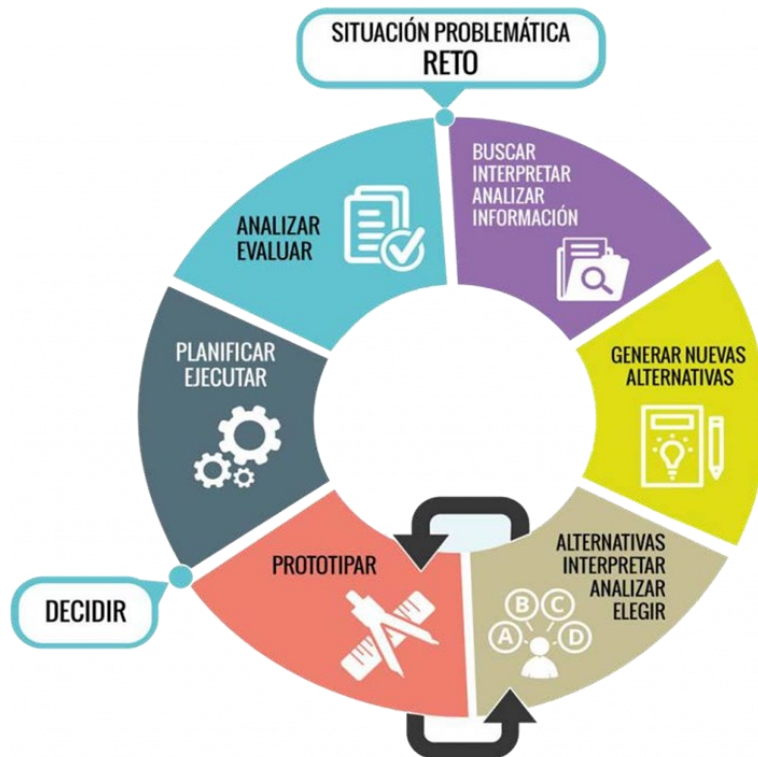 SITUACIÓN PROBLEMÁTICA
RETO
BUSCAR
INTERPRETAR
ANALIZAR
INFORMACIÓN
GENERAR NUEVAS
ALTERNATIVAS
ALTERNATIVAS
INTERPRETAR
ANALIZAR
ELEGIR
A B C D
PROTOTIPAR
DECIDIR
PLANIFICAR
EJECUTAR
ANALIZAR
EVALUAR